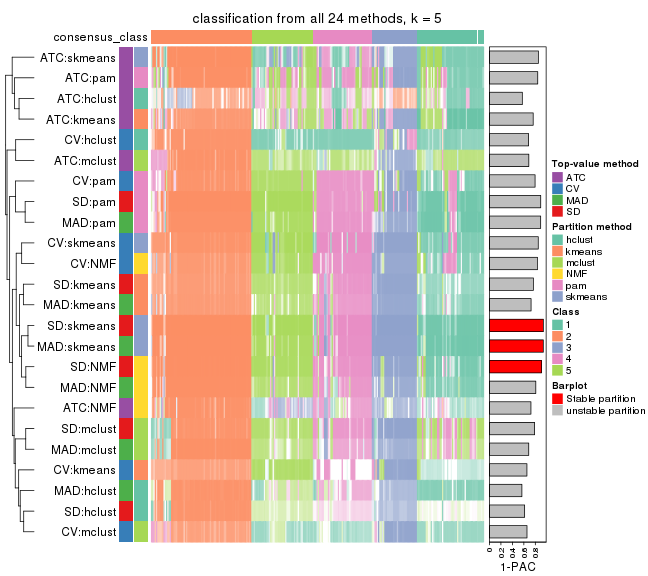 classification from all 24 methods, k = 5
consensus_class
ATC:skmeans
ATC:pam
ATC:hclust
ATC:kmeans
CV:hclust
ATC:mclust
CV:pam
SD:pam
MAD:pam
CV:skmeans
CV:NMF
SD:kmeans
MAD:kmeans
SD:skmeans
MAD:skmeans
SD:NMF
MAD:NMF
ATC:NMF
SD:mclust
MAD:mclust
CV:kmeans
MAD:hclust
SD:hclust
CV:mclust
0 0.2 0.4 0.6 0.8
1-PAC
Top-value method
ATC
CV
MAD
SD
Partition method
hclust
kmeans
mclust
NMF
pam
skmeans
Class
1
2
3
4
5
Barplot
Stable partition
unstable partition